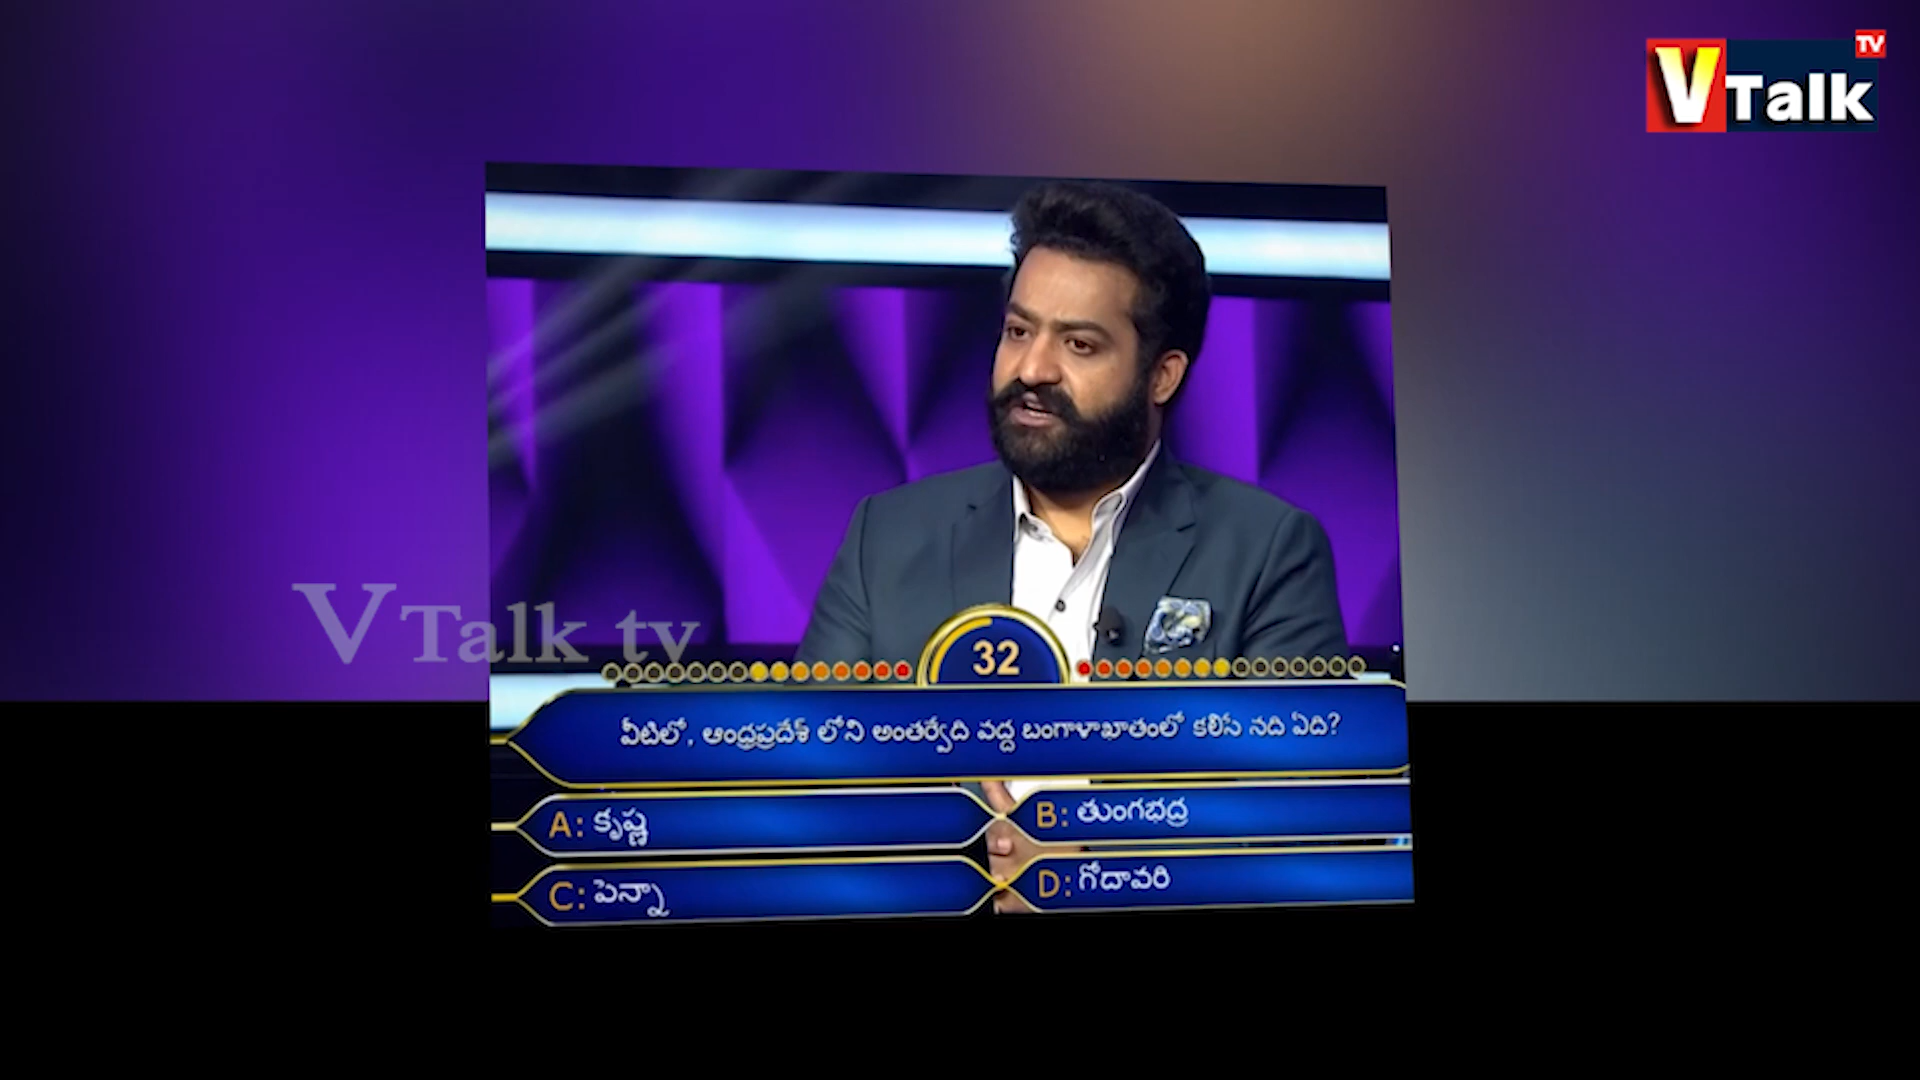 V Talk TV
V Talk tv
32
వీటిలో, ఆంధ్రప్రదేశ్ లోని అంతర్వేది వద్ద బంగాళాఖాతంలో కలిసే నది ఏది?
A: కృష్ణ
B: తుంగభద్ర
C: పెన్నా
D: గోదావరి